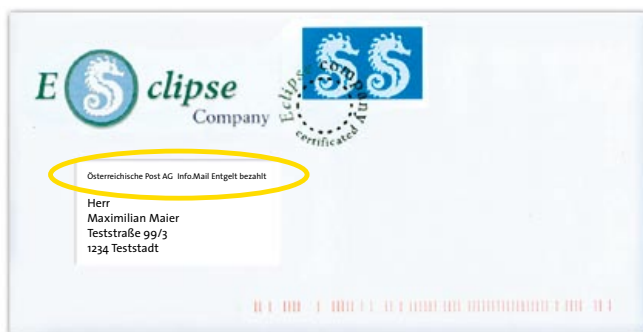 E clipse
Company
Eclipse company
certificated
Österreichische Post AG Info.Mail Entgelt bezahlt
Herr
Maximilian Maier
Teststraße 99/3
1234 Teststadt